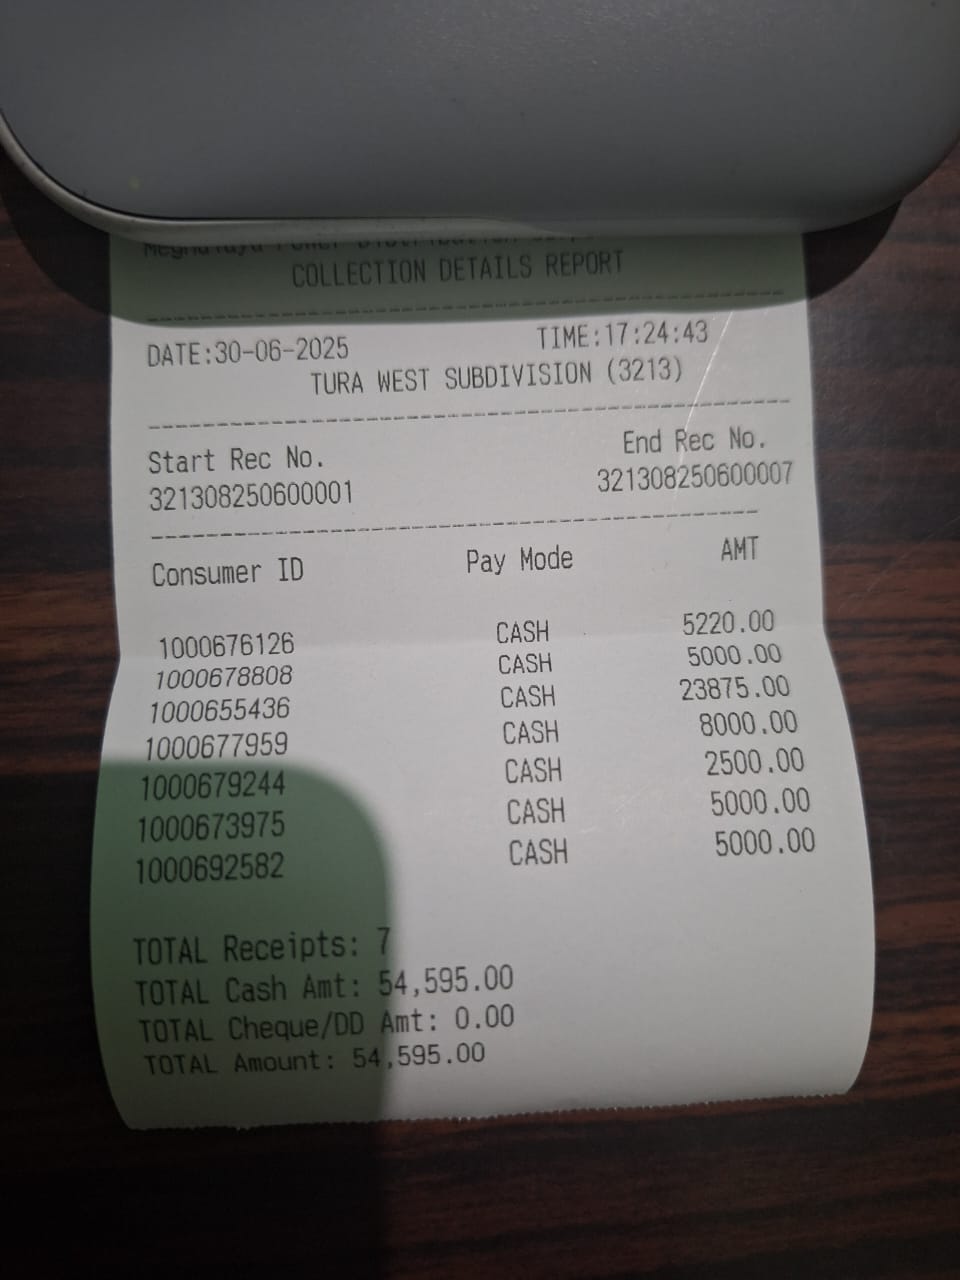 Power Distribution
COLLECTION DETAILS REPORT
DATE:30-06-2025 TIME:17:24:43
TURA WEST SUBDIVISION (3213)
Start Rec No. End Rec No.
321308250600001 321308250600007
Consumer ID Pay Mode AMT
1000676126 CASH 5220.00
1000678808 CASH 5000.00
1000655436 CASH 23875.00
1000677959 CASH 8000.00
1000679244 CASH 2500.00
1000673975 CASH 5000.00
1000692582 CASH 5000.00
TOTAL Receipts: 7
TOTAL Cash Amt: 54,595.00
TOTAL Cheque/DD Amt: 0.00
TOTAL Amount: 54,595.00